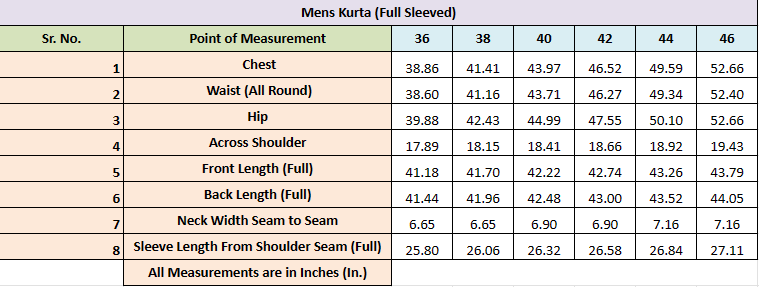 Mens Kurta (Full Sleeved)
Sr. No. Point of Measurement 36 38 40 42 44 46
1 Chest 38.86 41.41 43.97 46.52 49.59 52.66
2 Waist (All Round) 38.60 41.16 43.71 46.27 49.34 52.40
3 Hip 39.88 42.43 44.99 47.55 50.10 52.66
4 Across Shoulder 17.89 18.15 18.41 18.66 18.92 19.43
5 Front Length (Full) 41.18 41.70 42.22 42.74 43.26 43.79
6 Back Length (Full) 41.44 41.96 42.48 43.00 43.52 44.05
7 Neck Width Seam to Seam 6.65 6.65 6.90 6.90 7.16 7.16
8 Sleeve Length From Shoulder Seam (Full) 25.80 26.06 26.32 26.58 26.84 27.11
All Measurements are in Inches (In.)